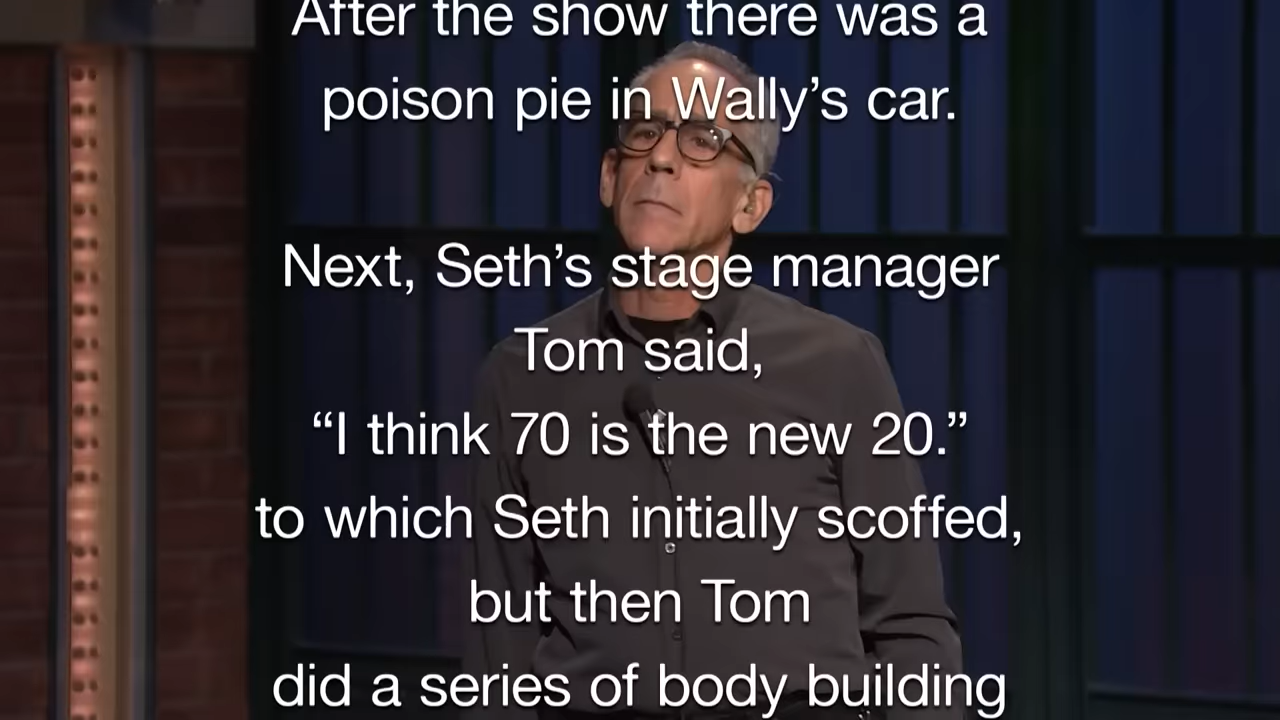 After the show there was a
poison pie in Wally’s car.
Next, Seth’s stage manager
Tom said,
“I think 70 is the new 20.”
to which Seth initially scoffed,
but then Tom
did a series of body building